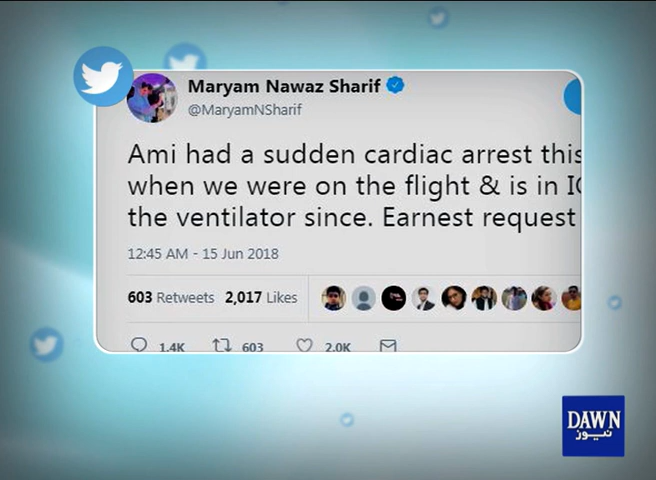 Maryam Nawaz Sharif
@MaryamNSharif
Ami had a sudden cardiac arrest this
when we were on the flight & is in IC
the ventilator since. Earnest request
12:45 AM - 15 Jun 2018
603 Retweets 2,017 Likes
1.4K 603 2.0K
DAWN
نیوز